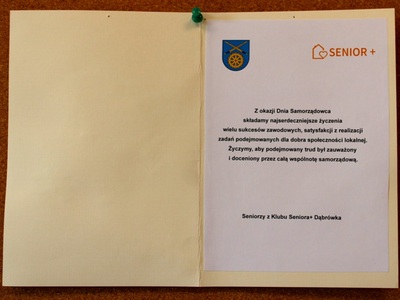 SENIOR +
Z okazji Dnia Samorządowca
składamy najserdeczniejsze życzenia
wielu sukcesów zawodowych, satysfakcji z realizacji
zadań podejmowanych dla dobra społeczności lokalnej.
Życzymy, aby podejmowany trud był zauważony
i doceniony przez całą wspólnotę samorządową.
Seniorzy z Klubu Seniora+ Dąbrówka